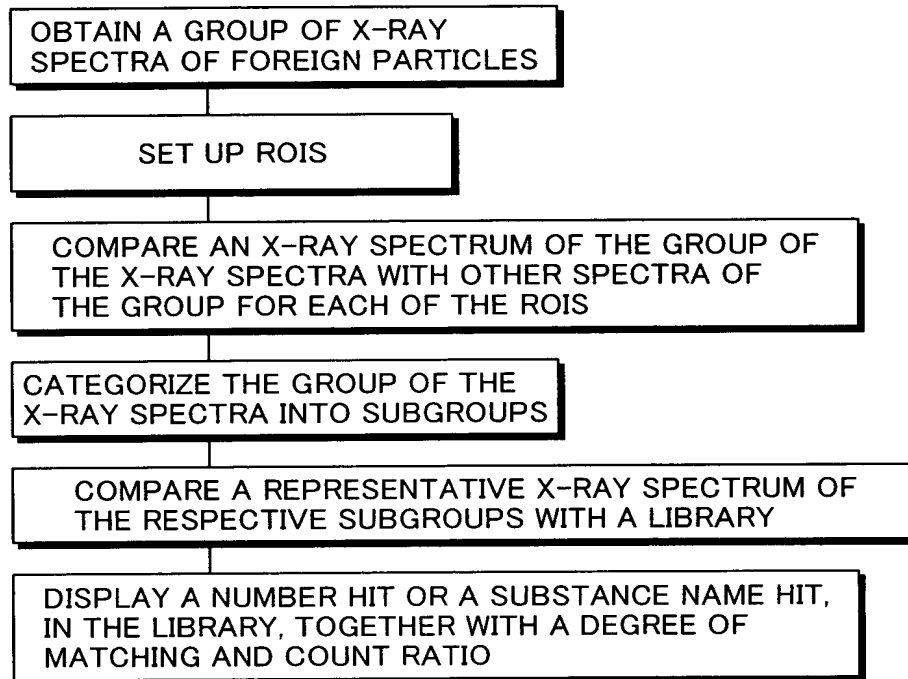 OBTAIN A GROUP OF X-RAY
SPECTRA OF FOREIGN PARTICLES
SET UP ROIS
COMPARE AN X-RAY SPECTRUM OF THE GROUP OF
THE X-RAY SPECTRA WITH OTHER SPECTRA OF
THE GROUP FOR EACH OF THE ROIS
CATEGORIZE THE GROUP OF THE
X-RAY SPECTRA INTO SUBGROUPS
COMPARE A REPRESENTATIVE X-RAY SPECTRUM OF
THE RESPECTIVE SUBGROUPS WITH A LIBRARY
DISPLAY A NUMBER HIT OR A SUBSTANCE NAME HIT,
IN THE LIBRARY, TOGETHER WITH A DEGREE OF
MATCHING AND COUNT RATIO